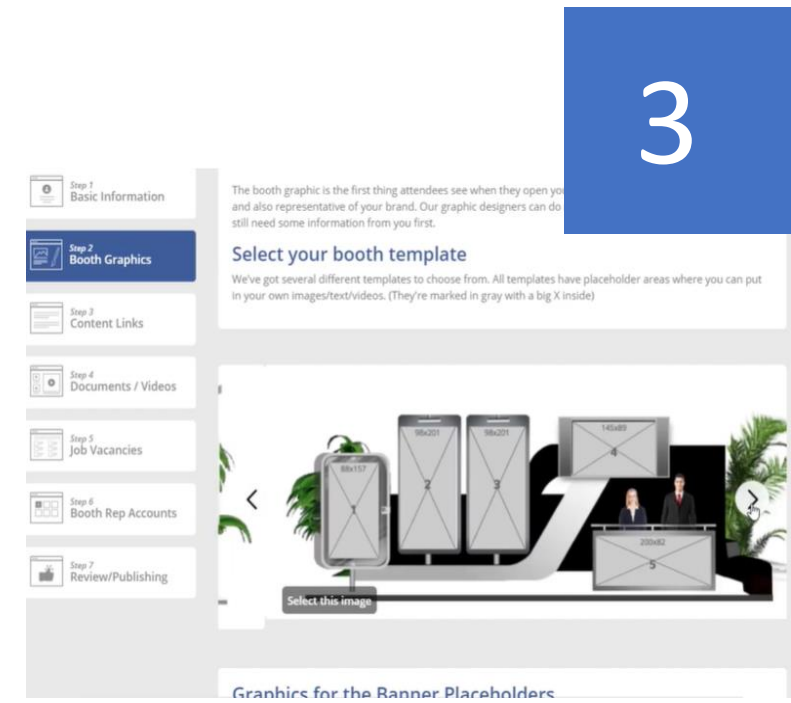 3
Step 1
Basic Information
Step 2
Booth Graphics
Step 3
Content Links
Step 4
Documents / Videos
Step 5
Job Vacancies
Step 6
Booth Rep Accounts
Step 7
Review/Publishing
The booth graphic is the first thing attendees see when they open
and also representative of your brand. Our graphic designers can do
still need some information from you first.
Select your booth template
We've got several different templates to choose from. All templates have placeholder areas where you can put
in your own images/text/videos. (They're marked in gray with a big X inside)
88x157
1
98x201
2
98x201
3
145x89
4
200x82
5
Select this image
Graphics for the Banner Placeholders